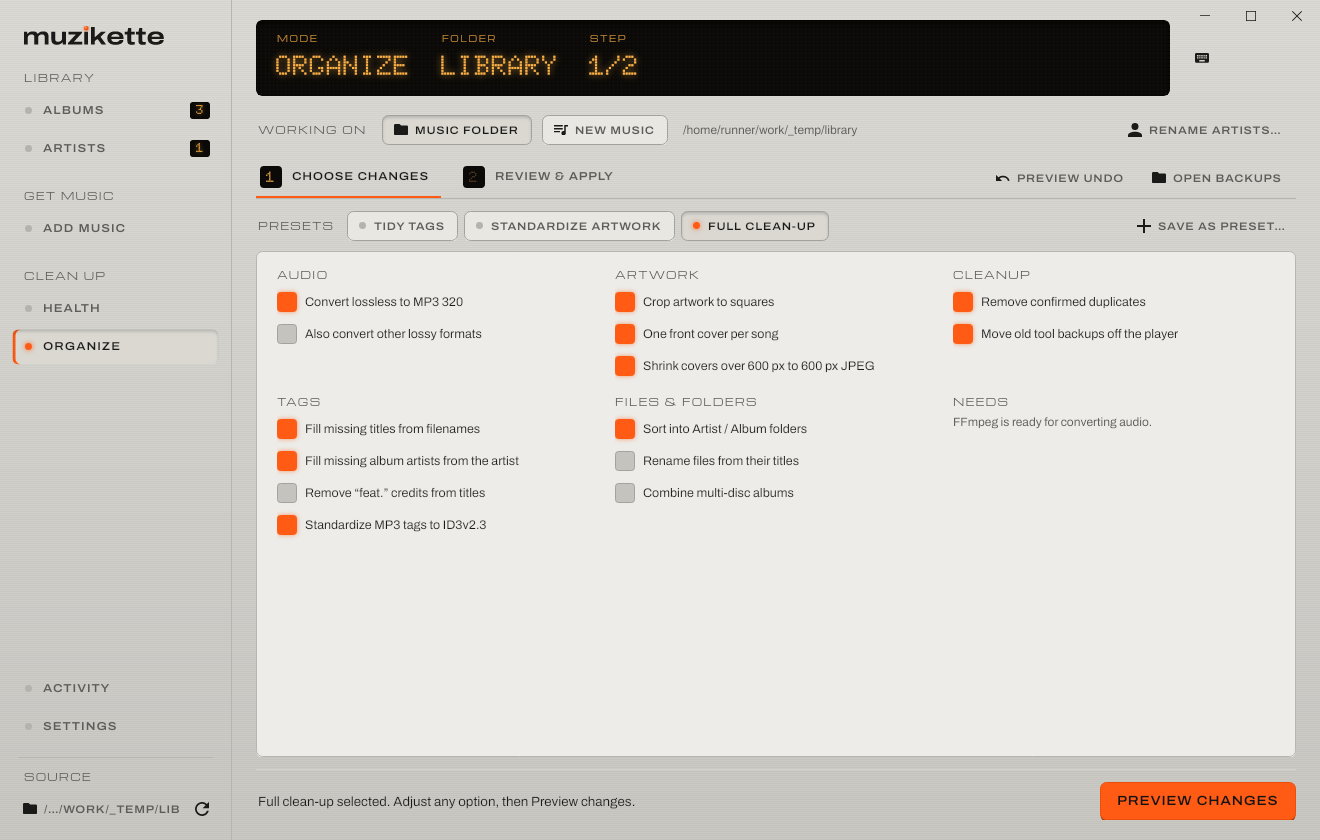 muzikette
LIBRARY
ALBUMS 3
ARTISTS 1
GET MUSIC
ADD MUSIC
CLEAN UP
HEALTH
ORGANIZE
ACTIVITY
SETTINGS
SOURCE
/.../WORK/_TEMP/LIB
MODE FOLDER STEP
ORGANIZE LIBRARY 1/2
WORKING ON MUSIC FOLDER NEW MUSIC /home/runner/work/_temp/library RENAME ARTISTS...
1 CHOOSE CHANGES 2 REVIEW & APPLY PREVIEW UNDO OPEN BACKUPS
PRESETS TIDY TAGS STANDARDIZE ARTWORK FULL CLEAN-UP SAVE AS PRESET...
AUDIO
Convert lossless to MP3 320
Also convert other lossy formats
ARTWORK
Crop artwork to squares
One front cover per song
Shrink covers over 600 px to 600 px JPEG
CLEANUP
Remove confirmed duplicates
Move old tool backups off the player
TAGS
Fill missing titles from filenames
Fill missing album artists from the artist
Remove “feat.” credits from titles
Standardize MP3 tags to ID3v2.3
FILES & FOLDERS
Sort into Artist / Album folders
Rename files from their titles
Combine multi-disc albums
NEEDS
FFmpeg is ready for converting audio.
Full clean-up selected. Adjust any option, then Preview changes.
PREVIEW CHANGES